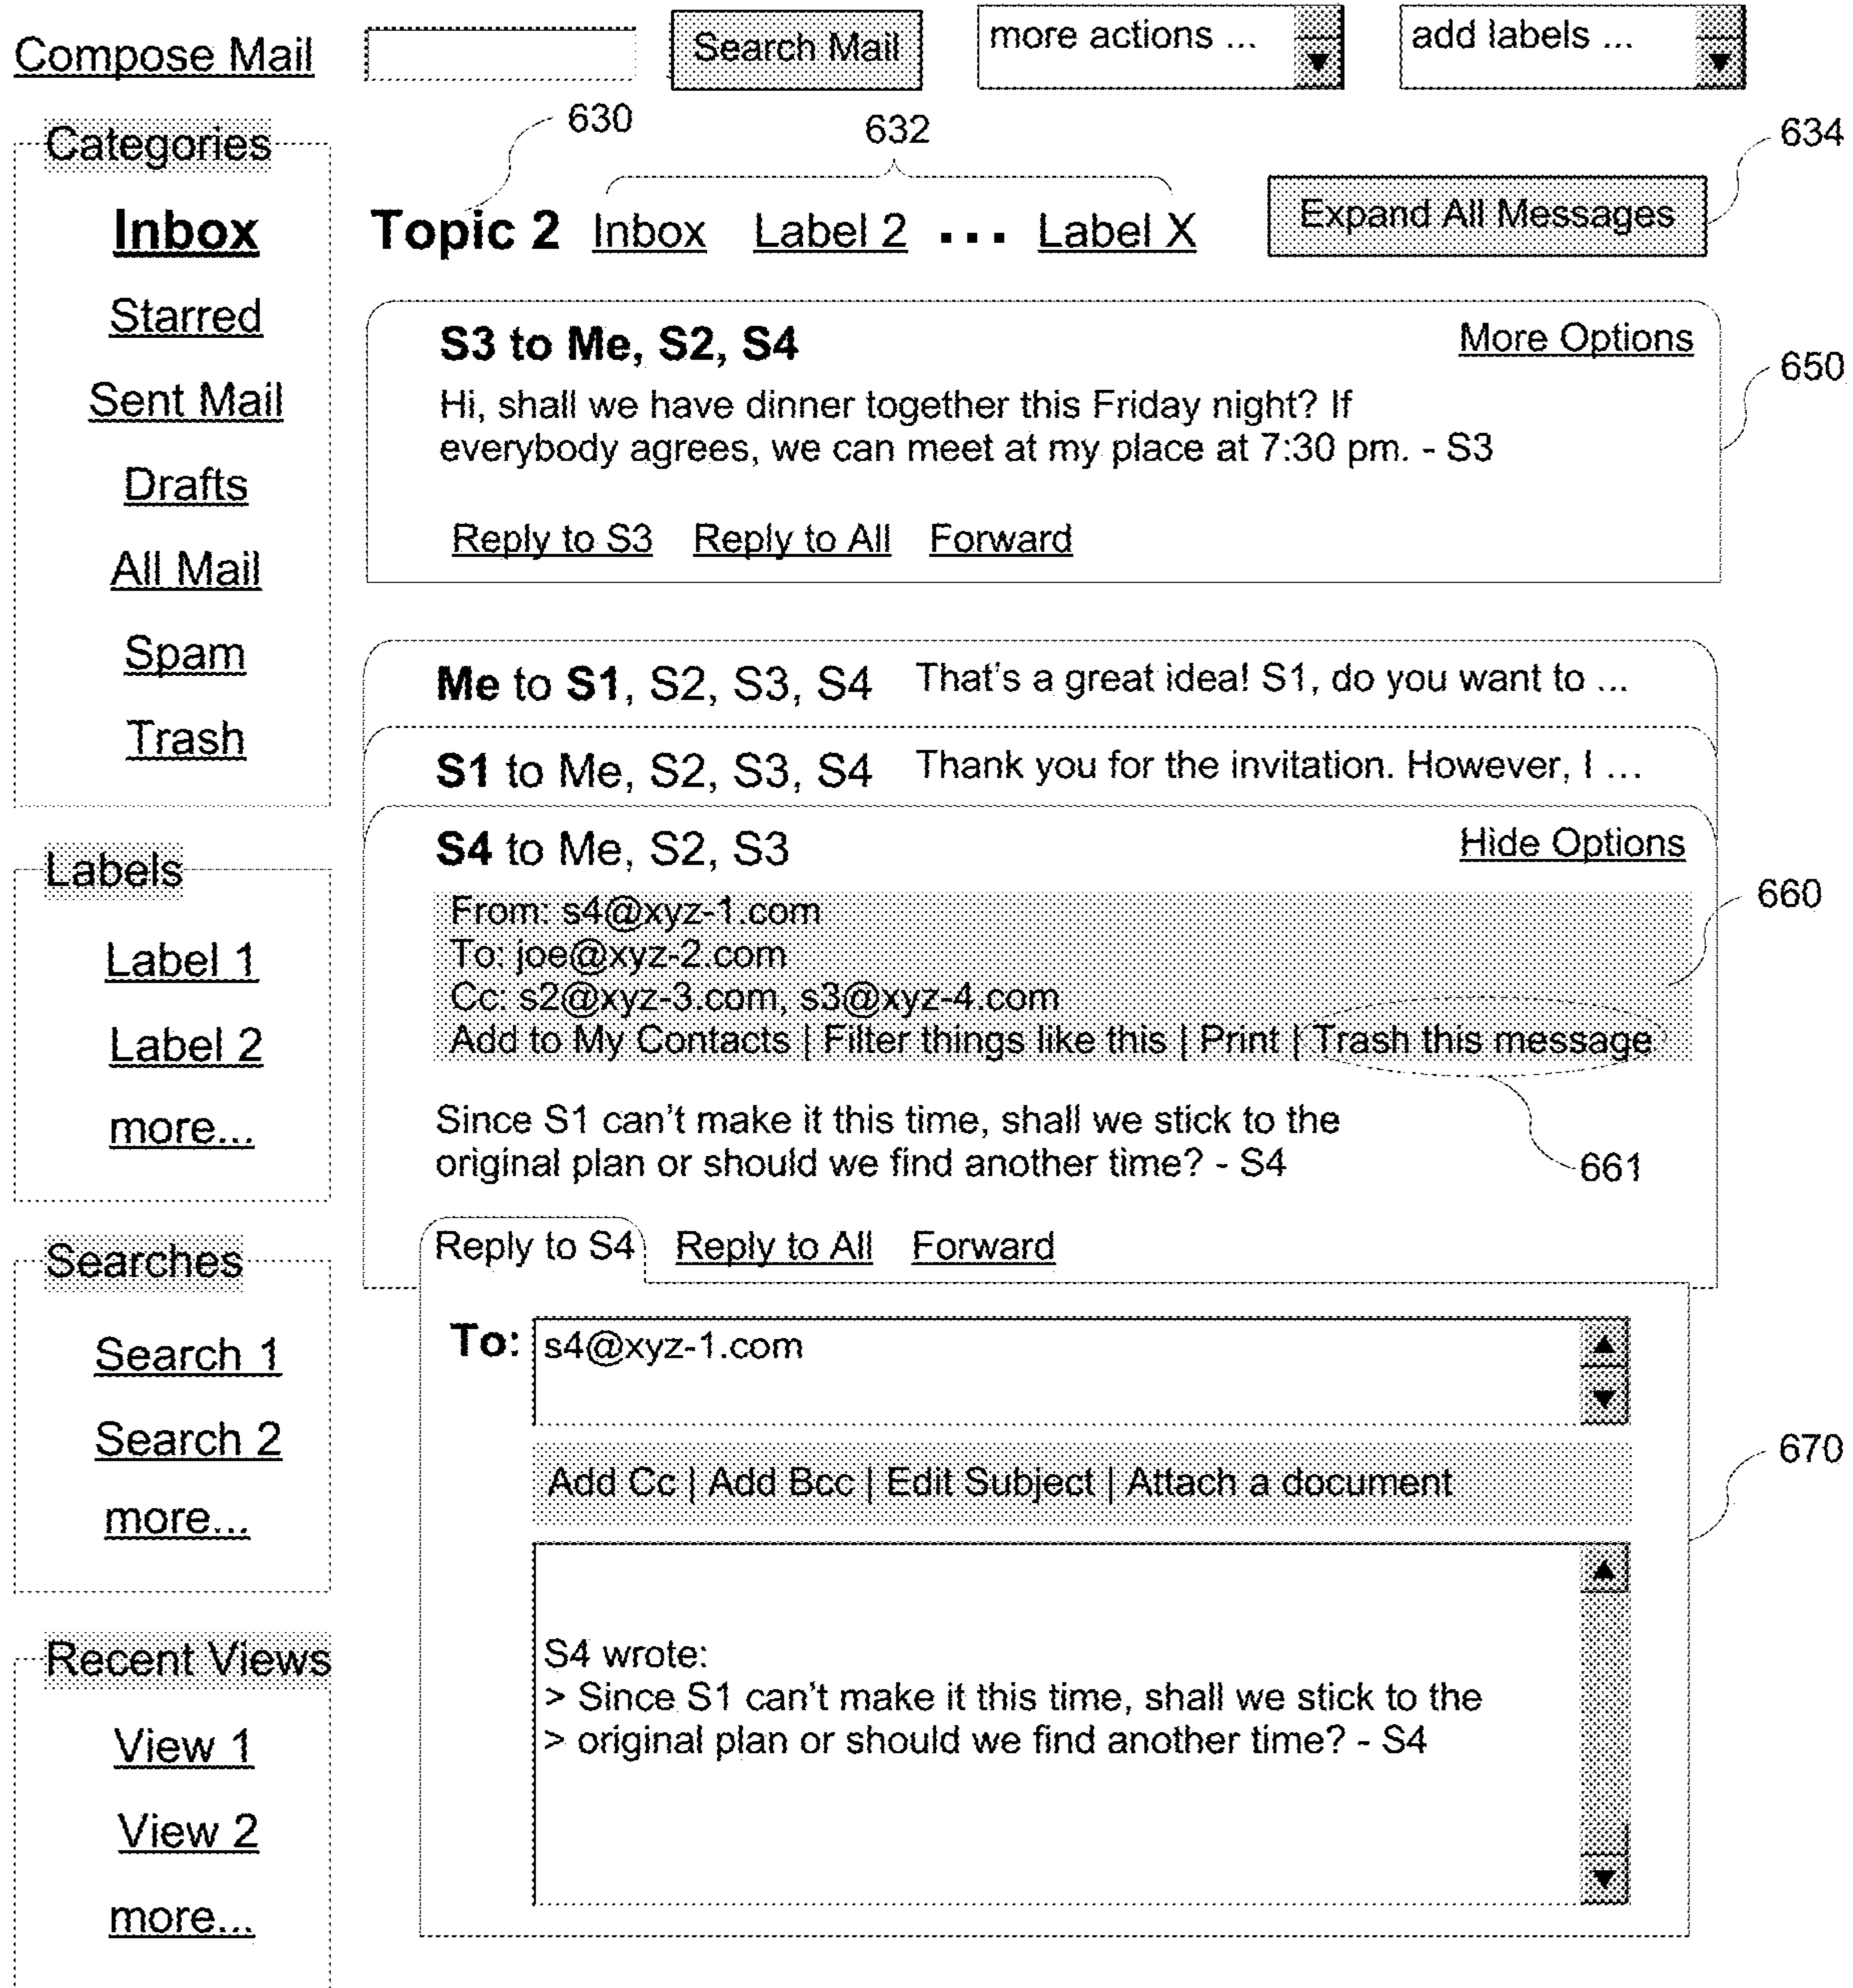 Compose Mail
Search Mail
more actions ...
add labels ...
630
632
634
Categories
Inbox
Starred
Sent Mail
Drafts
All Mail
Spam
Trash
Labels
Label 1
Label 2
more...
Searches
Search 1
Search 2
more...
Recent Views
View 1
View 2
more...
Topic 2 Inbox Label 2 ... Label X
Expand All Messages
S3 to Me, S2, S4
More Options
650
Hi, shall we have dinner together this Friday night? If
everybody agrees, we can meet at my place at 7:30 pm. - S3
Reply to S3 Reply to All Forward
Me to S1, S2, S3, S4 That's a great idea! S1, do you want to ...
S1 to Me, S2, S3, S4 Thank you for the invitation. However, I ...
S4 to Me, S2, S3
Hide Options
660
From: s4@xyz-1.com
To: joe@xyz-2.com
Cc: s2@xyz-3.com, s3@xyz-4.com
Add to My Contacts | Filter things like this | Print | Trash this message
661
Since S1 can't make it this time, shall we stick to the
original plan or should we find another time? - S4
Reply to S4 Reply to All Forward
To: s4@xyz-1.com
670
Add Cc | Add Bcc | Edit Subject | Attach a document
S4 wrote:
> Since S1 can't make it this time, shall we stick to the
> original plan or should we find another time? - S4